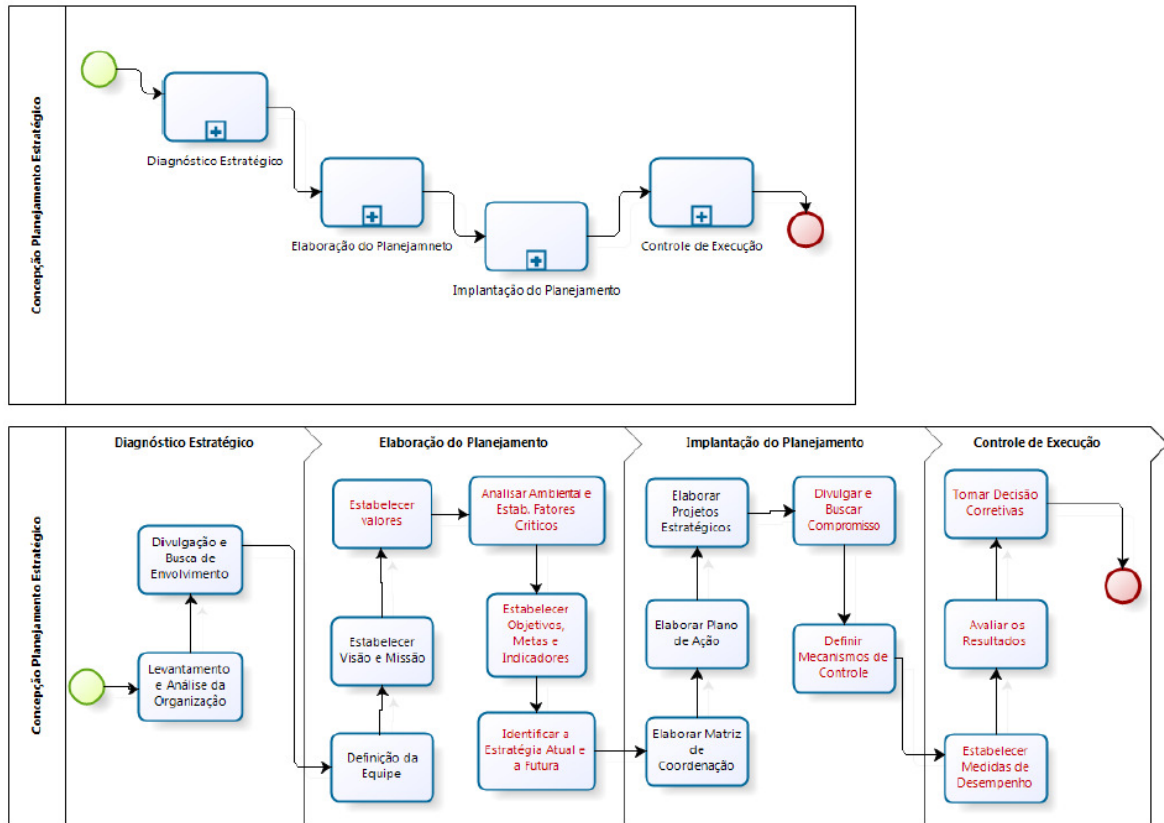 Concepção Planejamento Estratégico
Diagnóstico Estratégico
Elaboração do Planejamneto
Implantação do Planejamento
Controle de Execução
Concepção Planejamento Estratégico
Diagnóstico Estratégico
Elaboração do Planejamento
Implantação do Planejamento
Controle de Execução
Levantamento
e Análise da
Organização
Divulgação e
Busca de
Envolvimento
Definição da
Equipe
Estabelecer
Visão e Missão
Estabelecer
valores
Analisar Ambiental e
Estab. Fatores
Criticos
Estabelecer
Objetivos,
Metas e
Indicadores
Identificar a
Estratégia Atual e
a Futura
Elaborar Matriz
de
Coordenação
Elaborar Plano
de Ação
Elaborar
Projetos
Estratégicos
Divulgar e
Buscar
Compromisso
Definir
Mecanismos de
Controle
Estabelecer
Medidas de
Desempenho
Avaliar os
Resultados
Tomar Decisão
Corretivas